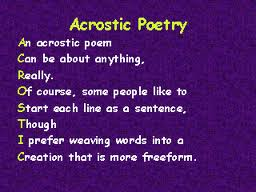 Acrostic Poetry
An acrostic poem
Can be about anything,
Really.
Of course, some people like to
Start each line as a sentence,
Though
I prefer weaving words into a
Creation that is more freeform.